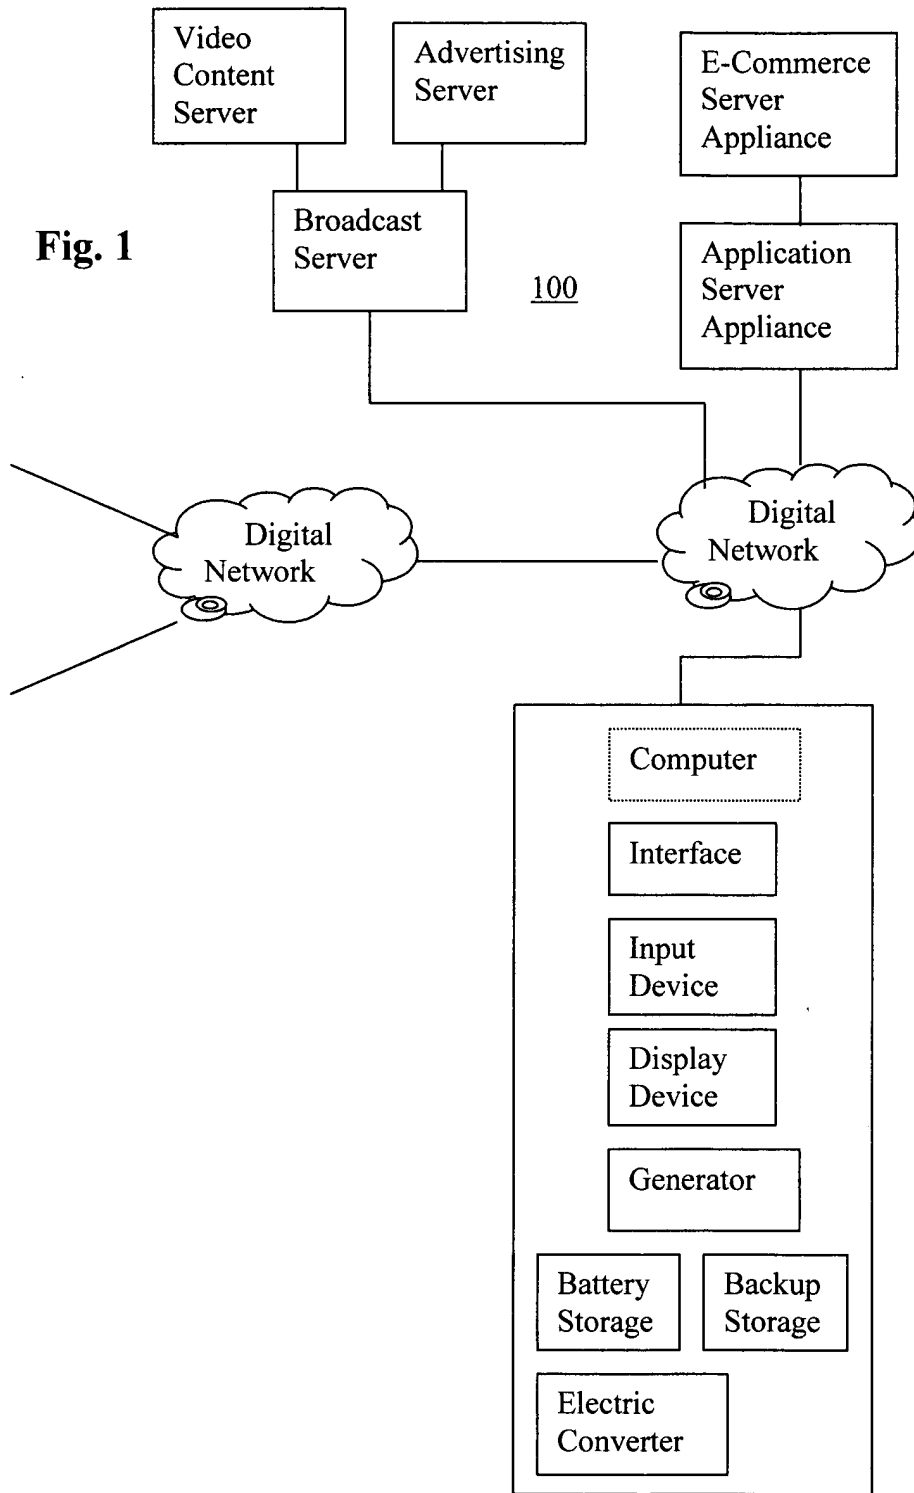 Video
Content
Server
Advertising
Server
E-Commerce
Server
Appliance
Broadcast
Server
Fig. 1
100
Application
Server
Appliance
Digital
Network
Digital
Network
Computer
Interface
Input
Device
Display
Device
Generator
Battery
Storage
Backup
Storage
Electric
Converter